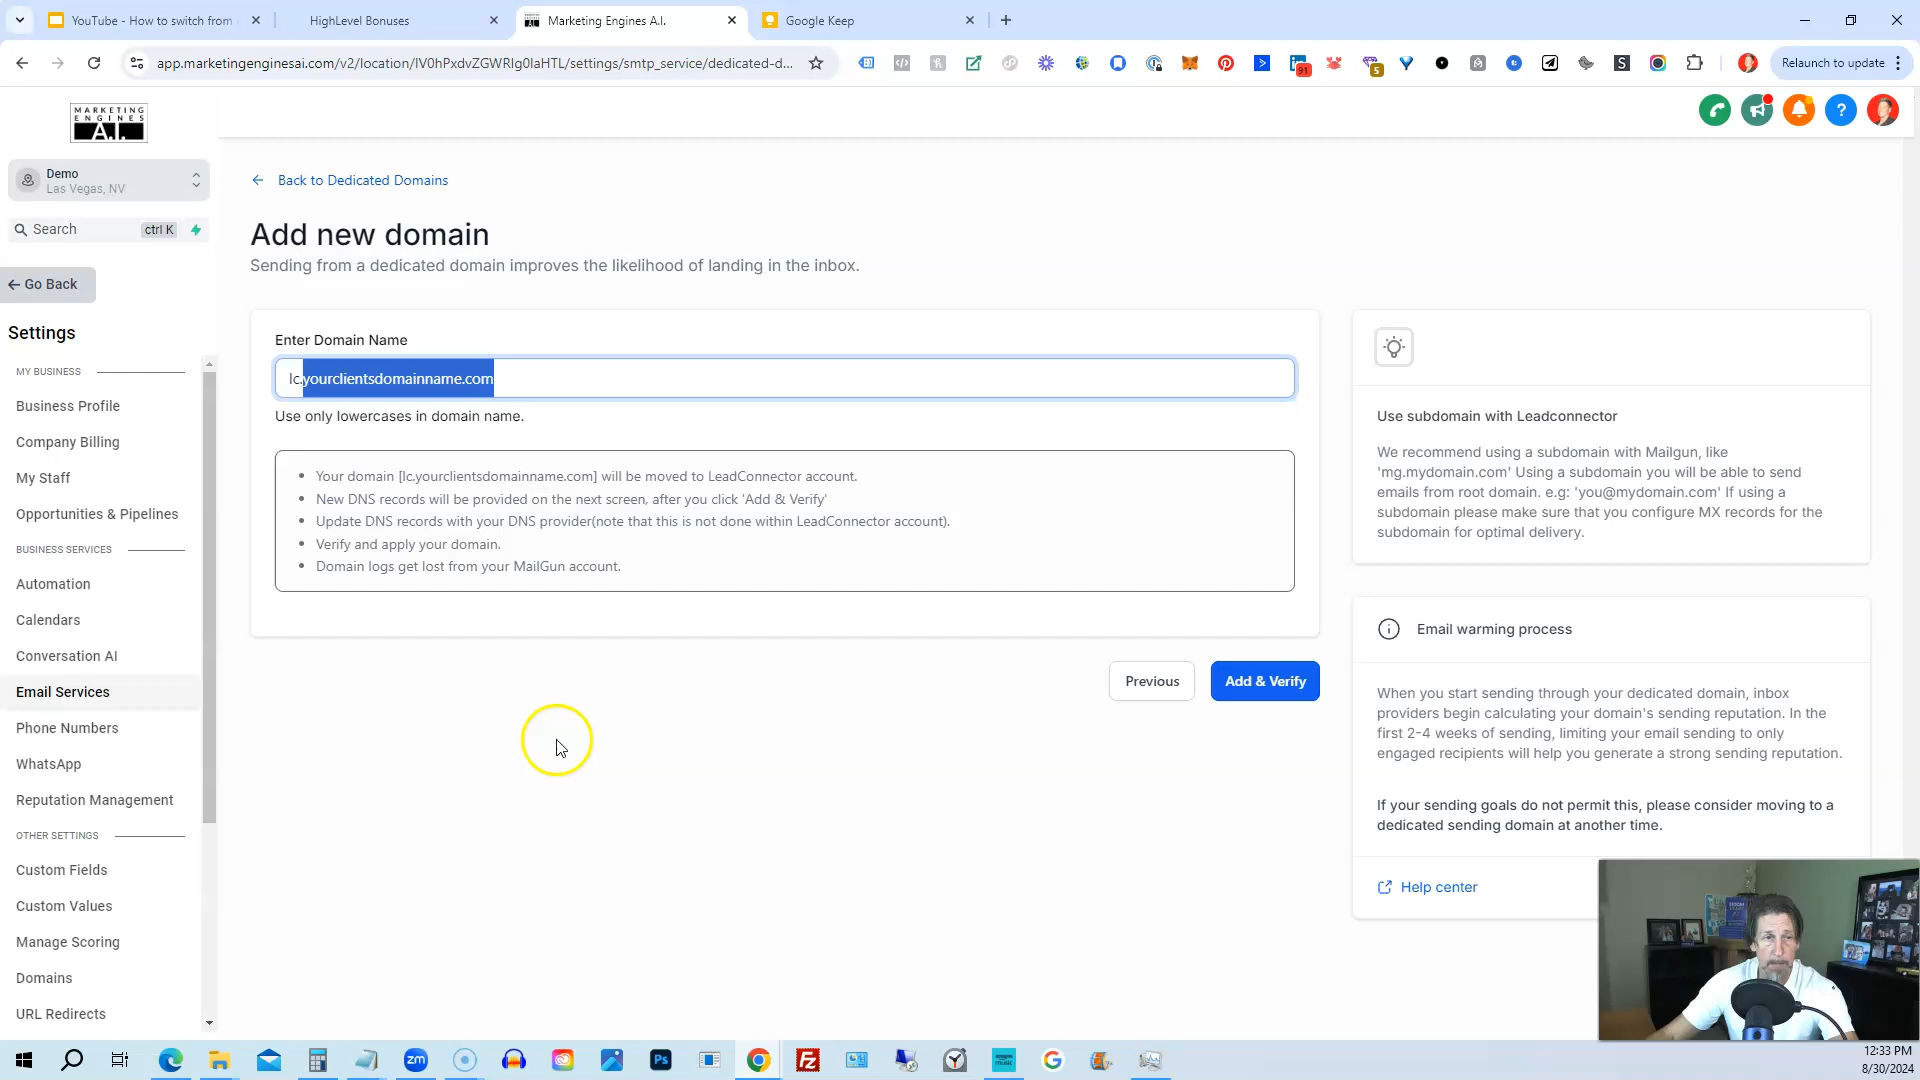 YouTube - How to switch from
HighLevel Bonuses
Marketing Engines A.I.
Google Keep
app.marketingenginesai.com/v2/location/IV0hPxdvZGWRIg0IaHTL/settings/smtp_service/dedicated-d...
91
5
Relaunch to update
MARKETING
ENGINES
A.I.
Demo
Las Vegas, NV
Search
ctrl K
Go Back
Settings
MY BUSINESS
Business Profile
Company Billing
My Staff
Opportunities & Pipelines
BUSINESS SERVICES
Automation
Calendars
Conversation AI
Email Services
Phone Numbers
WhatsApp
Reputation Management
OTHER SETTINGS
Custom Fields
Custom Values
Manage Scoring
Domains
URL Redirects
Back to Dedicated Domains
Add new domain
Sending from a dedicated domain improves the likelihood of landing in the inbox.
Enter Domain Name
lc.yourclientsdomainname.com
Use only lowercases in domain name.
Your domain [lc.yourclientsdomainname.com] will be moved to LeadConnector account.
New DNS records will be provided on the next screen, after you click 'Add & Verify'
Update DNS records with your DNS provider(note that this is not done within LeadConnector account).
Verify and apply your domain.
Domain logs get lost from your MailGun account.
Previous
Add & Verify
Use subdomain with Leadconnector
We recommend using a subdomain with Mailgun, like
'mg.mydomain.com' Using a subdomain you will be able to send
emails from root domain. e.g: 'you@mydomain.com' If using a
subdomain please make sure that you configure MX records for the
subdomain for optimal delivery.
Email warming process
When you start sending through your dedicated domain, inbox
providers begin calculating your domain's sending reputation. In the
first 2-4 weeks of sending, limiting your email sending to only
engaged recipients will help you generate a strong sending reputation.
If your sending goals do not permit this, please consider moving to a
dedicated sending domain at another time.
Help center
zm
Ps
amazon
music
12:33 PM
8/30/2024